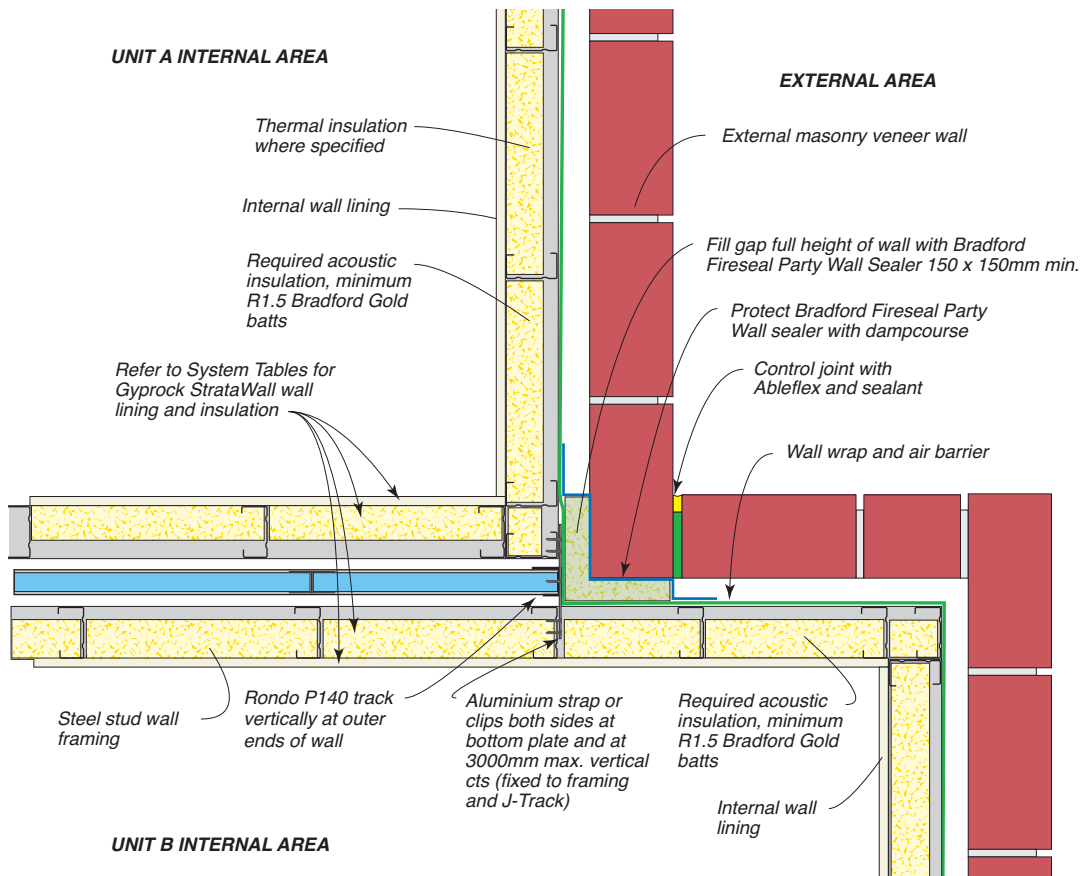 UNIT A INTERNAL AREA
EXTERNAL AREA
Thermal insulation
where specified
External masonry veneer wall
Internal wall lining
Fill gap full height of wall with Bradford
Fireseal Party Wall Sealer 150 x 150mm min.
Required acoustic
insulation, minimum
R1.5 Bradford Gold
batts
Protect Bradford Fireseal Party
Wall sealer with dampcourse
Refer to System Tables for
Gyprock StrataWall wall
lining and insulation
Control joint with
Ableflex and sealant
Wall wrap and air barrier
Steel stud wall
framing
Rondo P140 track
vertically at outer
ends of wall
Aluminium strap or
clips both sides at
bottom plate and at
3000mm max. vertical
cts (fixed to framing
and J-Track)
Required acoustic
insulation, minimum
R1.5 Bradford Gold
batts
Internal wall
lining
UNIT B INTERNAL AREA